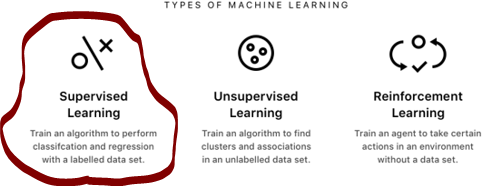 TYPES OF MACHINE LEARNING
Supervised
Learning
Train an algorithm to perform
classifcation and regression
with a labelled data set.
Unsupervised
Learning
Train an algorithm to find
clusters and associations
in an unlabelled data set.
Reinforcement
Learning
Train an agent to take certain
actions in an environment
without a data set.